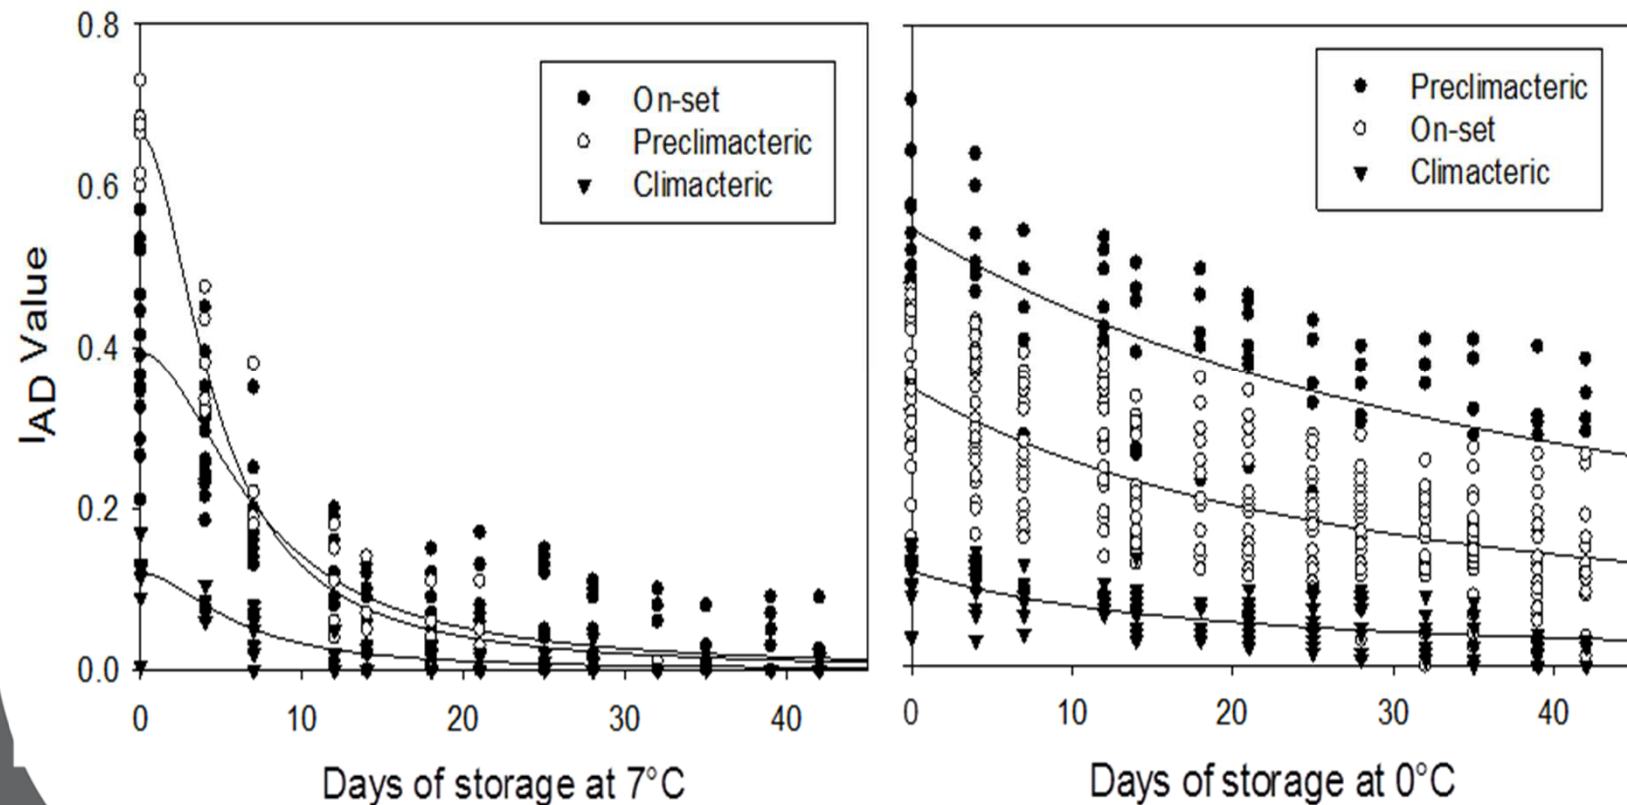 0.8
0.6
0.4
0.2
0.0
IAD Value
On-set
Preclimacteric
Climacteric
0 10 20 30 40
Days of storage at 7°C
Preclimacteric
On-set
Climacteric
0 10 20 30 40
Days of storage at 0°C